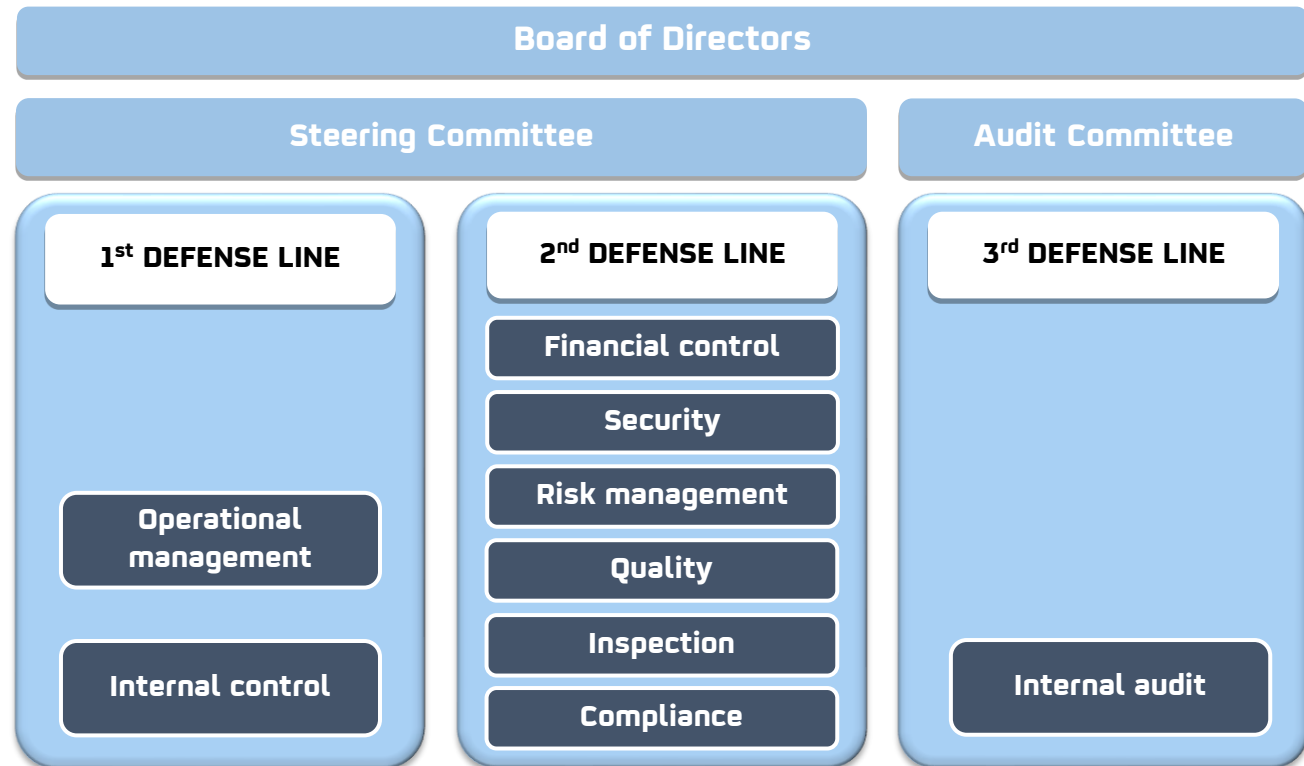 Board of Directors
Steering Committee
Audit Committee
1st DEFENSE LINE
Operational
management
Internal control
2nd DEFENSE LINE
Financial control
Security
Risk management
Quality
Inspection
Compliance
3rd DEFENSE LINE
Internal audit